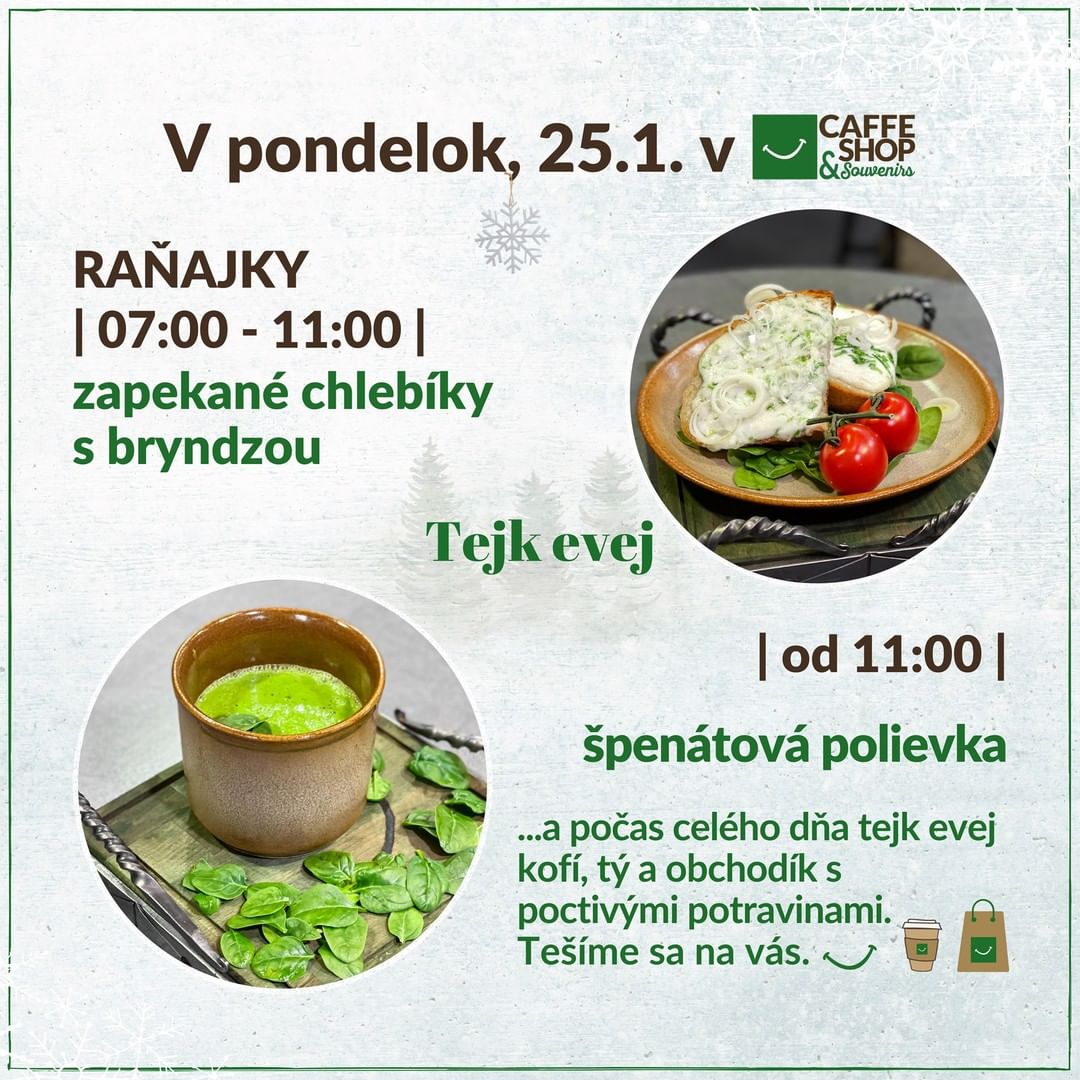 V pondelok, 25.1. v CAFFE SHOP & Souvenirs
RAŇAJKY
| 07:00 - 11:00 |
zapekané chlebíky
s bryndzou
Tejk evej
| od 11:00 |
špenátová polievka
...a počas celého dňa tejk evej
kofí, tý a obchodík s
poctivými potravinami.
Tešíme sa na vás.